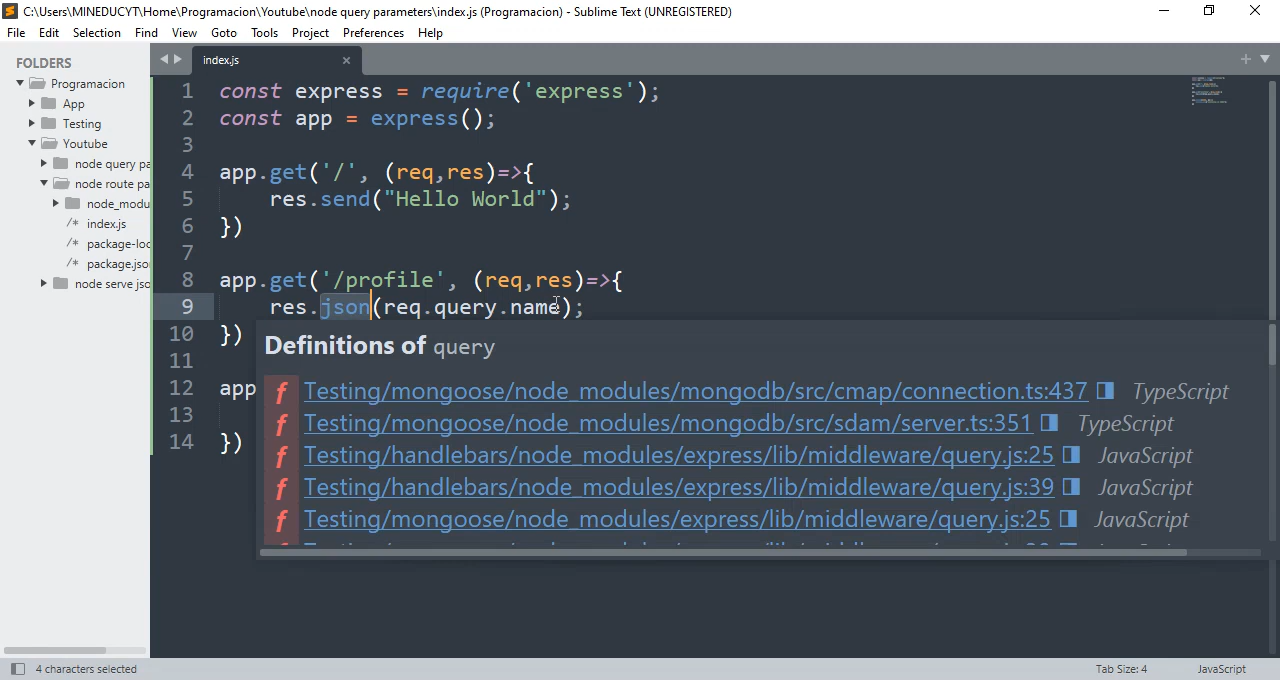 C:\Users\MINEDUCYT\Home\Programacion\Youtube\node query parameters\index.js (Programacion) - Sublime Text (UNREGISTERED)
File Edit Selection Find View Goto Tools Project Preferences Help
FOLDERS
Programacion
App
Testing
Youtube
node query pa
node route pa
node_modu
/* index.js
/* package-loc
/* package.jso
node serve jso
index.js
1 const express = require('express');
2 const app = express();
3
4 app.get('/', (req,res)=>{
5 res.send("Hello World");
6 })
7
8 app.get('/profile', (req,res)=>{
9 res.json(req.query.name);
10 })
11
12 app
13
14 })
Definitions of query
f Testing/mongoose/node_modules/mongodb/src/cmap/connection.ts:437 TypeScript
f Testing/mongoose/node_modules/mongodb/src/sdam/server.ts:351 TypeScript
f Testing/handlebars/node_modules/express/lib/middleware/query.js:25 JavaScript
f Testing/handlebars/node_modules/express/lib/middleware/query.js:39 JavaScript
f Testing/mongoose/node_modules/express/lib/middleware/query.js:25 JavaScript
4 characters selected
Tab Size: 4
JavaScript